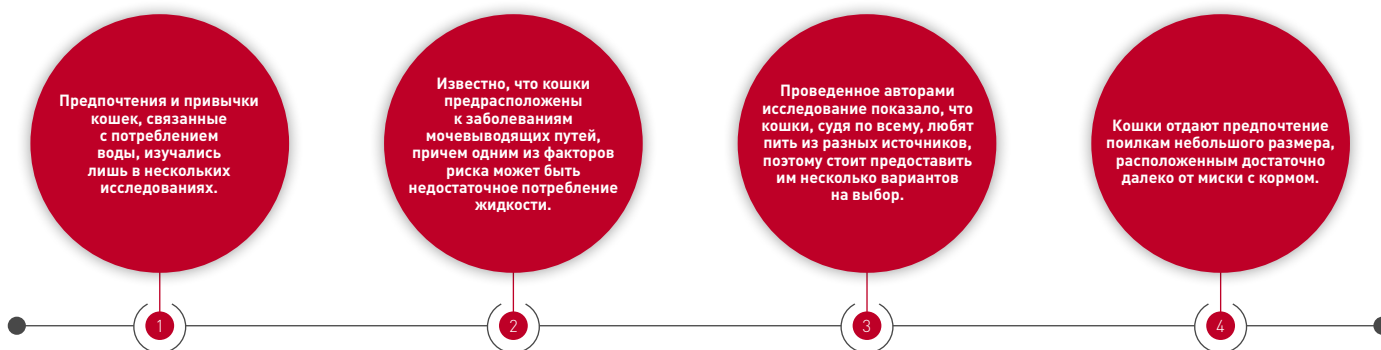 Предпочтения и привычки
кошек, связанные
с потреблением
воды, изучались
лишь в нескольких
исследованиях.
1
Известно, что кошки
предрасположены
к заболеваниям
мочевыводящих путей,
причем одним из факторов
риска может быть
недостаточное потребление
жидкости.
2
Проведенное авторами
исследование показало, что
кошки, судя по всему, любят
пить из разных источников,
поэтому стоит предоставить
им несколько вариантов
на выбор.
3
Кошки отдают предпочтение
поилкам небольшого размера,
расположенным достаточно
далеко от миски с кормом.
4